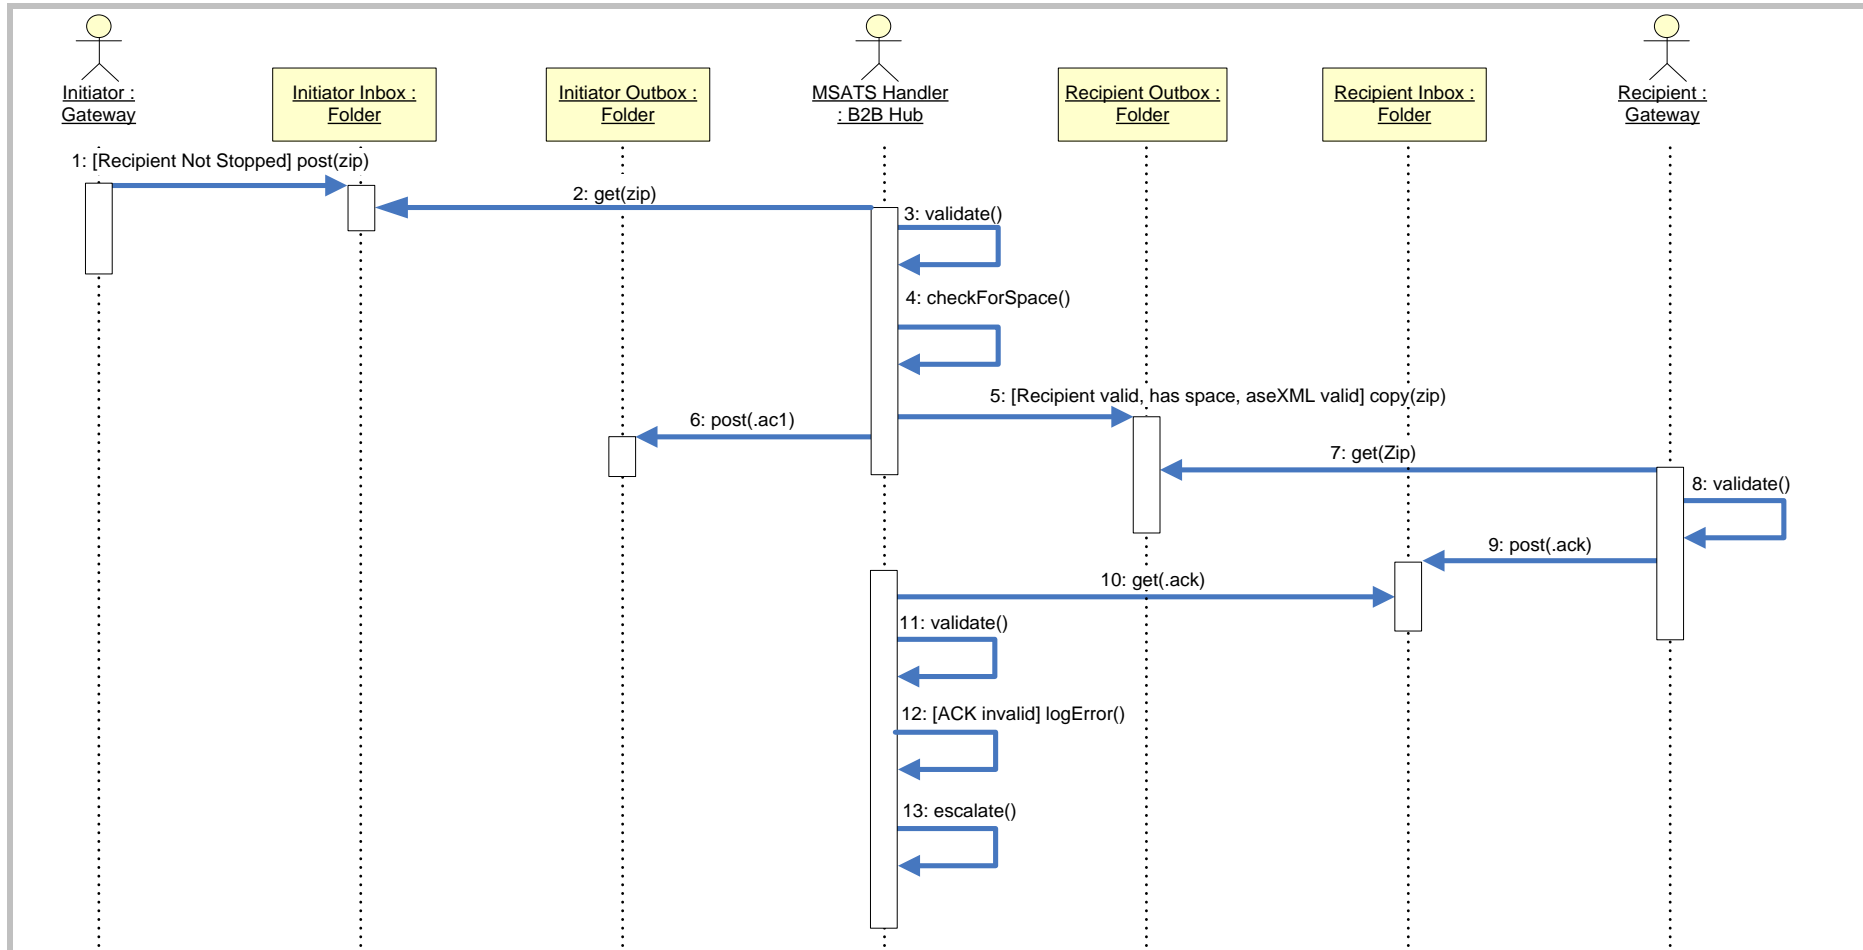 Initiator :
Gateway
Initiator Inbox :
Folder
Initiator Outbox :
Folder
MSATS Handler
: B2B Hub
Recipient Outbox :
Folder
Recipient Inbox :
Folder
Recipient :
Gateway
1: [Recipient Not Stopped] post(zip)
2: get(zip)
3: validate()
4: checkForSpace()
5: [Recipient valid, has space, aseXML valid] copy(zip)
6: post(.ac1)
7: get(Zip)
8: validate()
9: post(.ack)
10: get(.ack)
11: validate()
12: [ACK invalid] logError()
13: escalate()